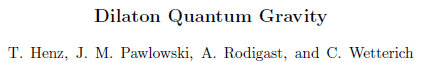 Dilaton Quantum Gravity
T. Henz, J. M. Pawlowski, A. Rodigast, and C. Wetterich